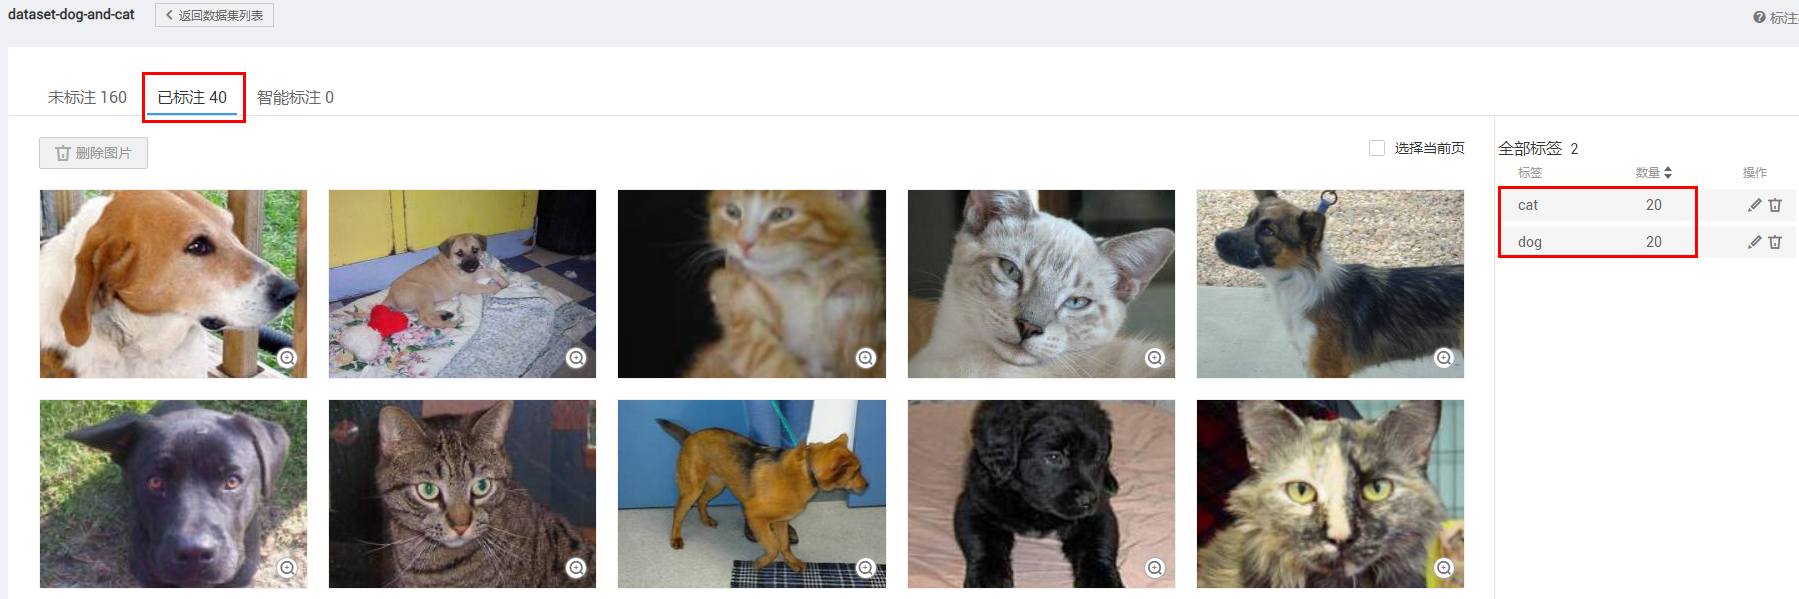 dataset-dog-and-cat
返回数据集列表
标注
未标注 160
已标注 40
智能标注 0
删除图片
选择当前页
全部标签 2
标签 数量 操作
cat 20
dog 20